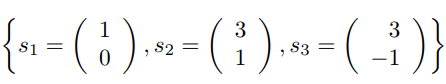 { s₁ = ( 1 0 ), s₂ = ( 3 1 ), s₃ = ( 3 −1 ) }